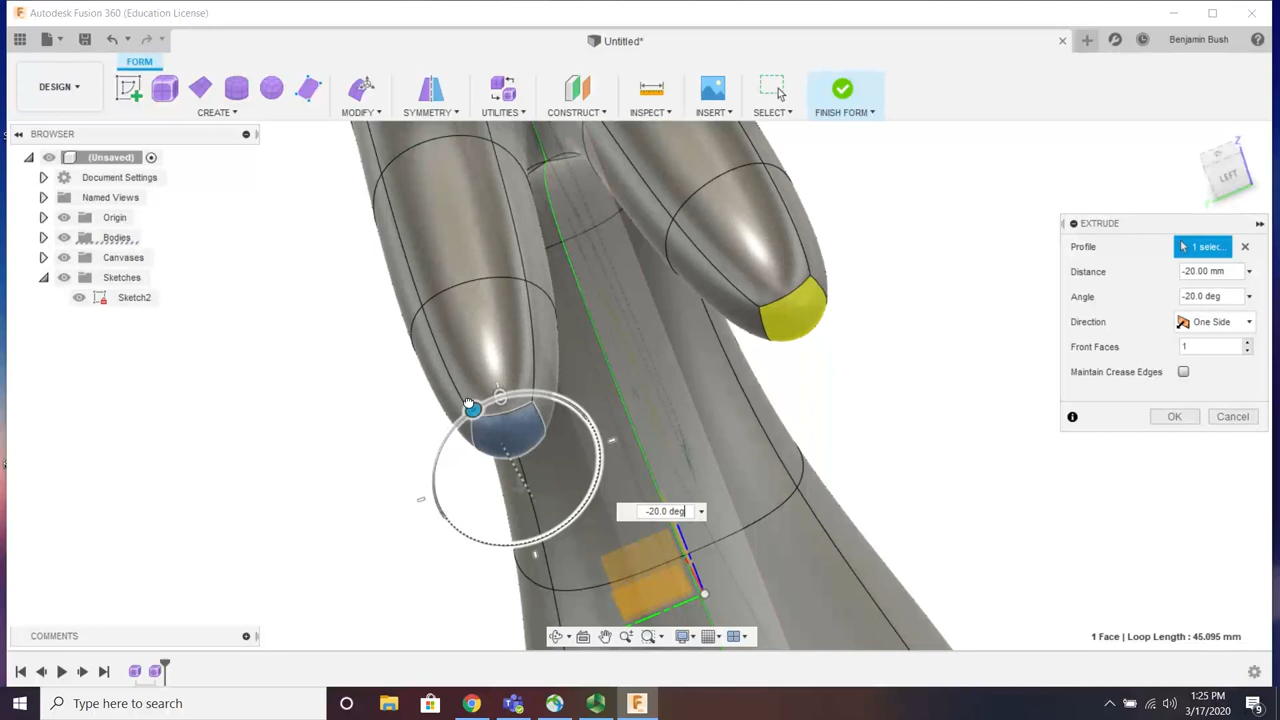 Autodesk Fusion 360 (Education License)
Untitled*
Benjamin Bush
FORM
DESIGN
CREATE
MODIFY
SYMMETRY
UTILITIES
CONSTRUCT
INSPECT
INSERT
SELECT
FINISH FORM
BROWSER
(Unsaved)
Document Settings
Named Views
Origin
Bodies
Canvases
Sketches
Sketch2
Z
LEFT
EXTRUDE
Profile 1 selec...
Distance -20.00 mm
Angle -20.0 deg
Direction One Side
Front Faces 1
Maintain Crease Edges
OK Cancel
-20.0 deg
COMMENTS
1 Face | Loop Length : 45.095 mm
Type here to search
1:25 PM
3/17/2020
9